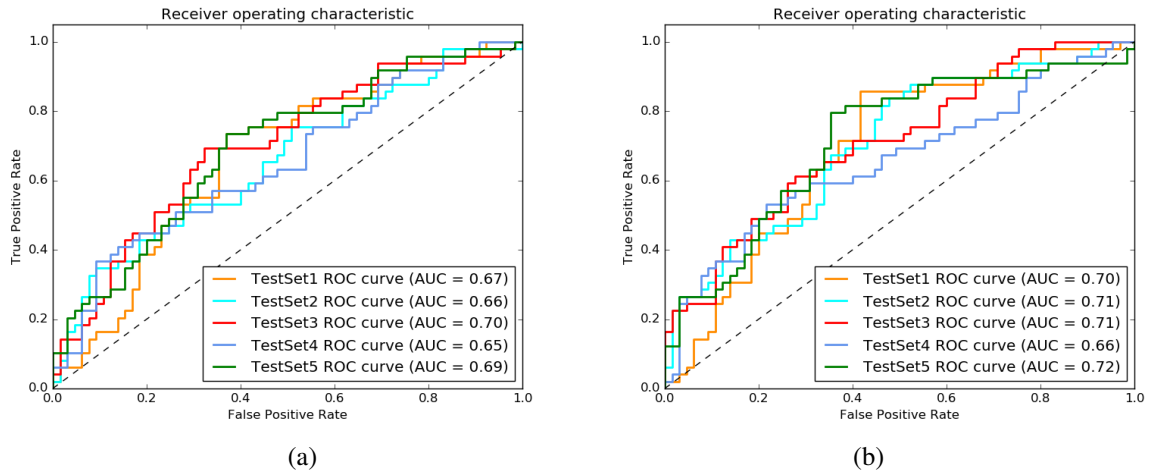 Receiver operating characteristic
1.0
0.8
0.6
0.4
0.2
0.0
True Positive Rate
TestSet1 ROC curve (AUC = 0.67)
TestSet2 ROC curve (AUC = 0.66)
TestSet3 ROC curve (AUC = 0.70)
TestSet4 ROC curve (AUC = 0.65)
TestSet5 ROC curve (AUC = 0.69)
0.0 0.2 0.4 0.6 0.8 1.0
False Positive Rate
(a)
Receiver operating characteristic
1.0
0.8
0.6
0.4
0.2
0.0
True Positive Rate
TestSet1 ROC curve (AUC = 0.70)
TestSet2 ROC curve (AUC = 0.71)
TestSet3 ROC curve (AUC = 0.71)
TestSet4 ROC curve (AUC = 0.66)
TestSet5 ROC curve (AUC = 0.72)
0.0 0.2 0.4 0.6 0.8 1.0
False Positive Rate
(b)